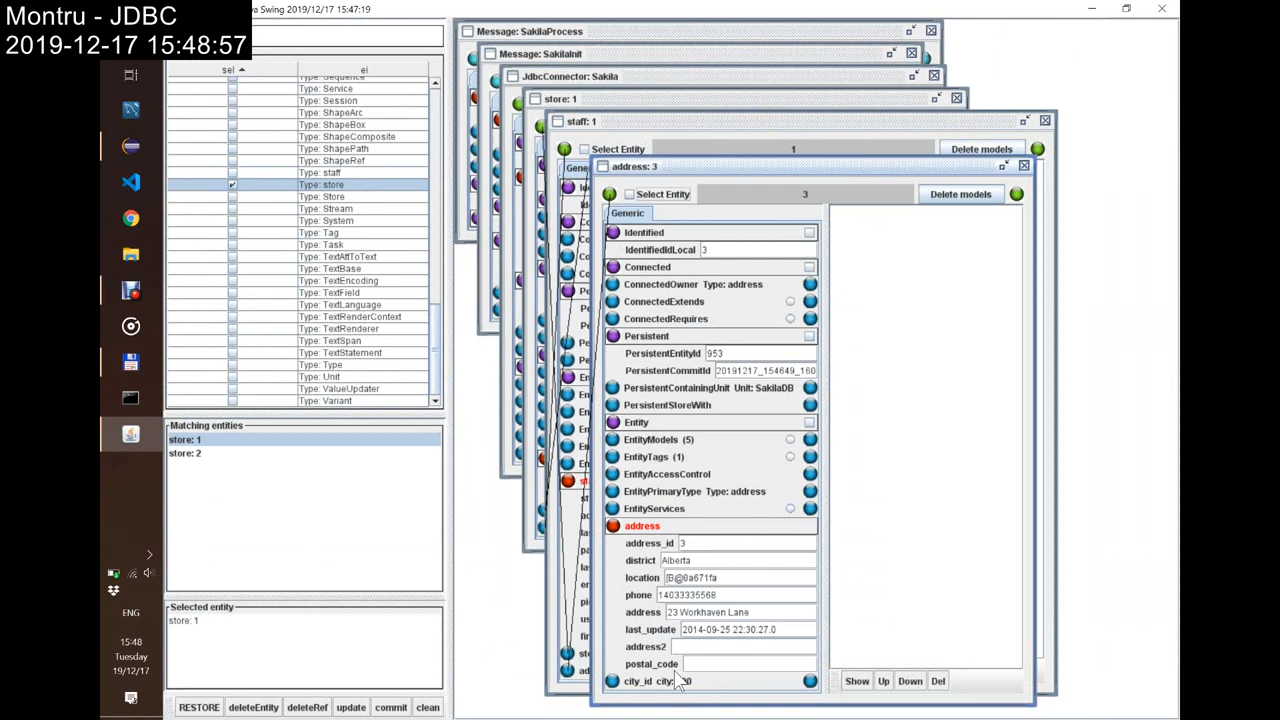 Montru - JDBC
2019-12-17 15:48:57
va Swing 2019/12/17 15:47:19
sel
el
Type: Sequence
Type: Service
Type: Session
Type: ShapeArc
Type: ShapeBox
Type: ShapeComposite
Type: ShapePath
Type: ShapeRef
Type: staff
Type: store
Type: Store
Type: Stream
Type: System
Type: Tag
Type: Task
Type: TextAttToText
Type: TextBase
Type: TextEncoding
Type: TextField
Type: TextLanguage
Type: TextRenderContext
Type: TextRenderer
Type: TextSpan
Type: TextStatement
Type: Type
Type: Unit
Type: ValueUpdater
Type: Variant
Matching entities
store: 1
store: 2
Selected entity
store: 1
RESTORE deleteEntity deleteRef update commit clean
ENG
15:48
Tuesday
19/12/17
Message: SakilaProcess
Message: SakilaInit
JdbcConnector: Sakila
store: 1
staff: 1
Select Entity 1 Delete models
address: 3
Select Entity 3 Delete models
Generic
Identified
IdentifiedIdLocal 3
Connected
ConnectedOwner Type: address
ConnectedExtends
ConnectedRequires
Persistent
PersistentEntityId 953
PersistentCommitId 20191217_154649_160
PersistentContainingUnit Unit: SakilaDB
PersistentStoreWith
Entity
EntityModels (5)
EntityTags (1)
EntityAccessControl
EntityPrimaryType Type: address
EntityServices
address
address_id 3
district Alberta
location [B@8a671fa
phone 14033335568
address 23 Workhaven Lane
last_update 2014-09-25 22:30:27.0
address2
postal_code
city_id city:
Show Up Down Del